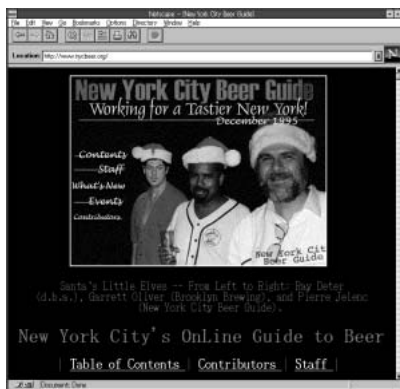 Netscape - [New York City Beer Guide]
File Edit View Go Bookmarks Options Directory Window Help
Location: http://www.nycbeer.org/
New York City Beer Guide
Working for a Tastier New York!
December 1995
Contents
Staff
What's New
Events
Contributors
New York City
Beer Guide
Santa's Little Elves -- From Left to Right: Ray Deter
(d.b.a.), Garrett Oliver (Brooklyn Brewing), and Pierre Jelenc
(New York City Beer Guide).
New York City's OnLine Guide to Beer
| Table of Contents | Contributors | Staff |
Document: Done